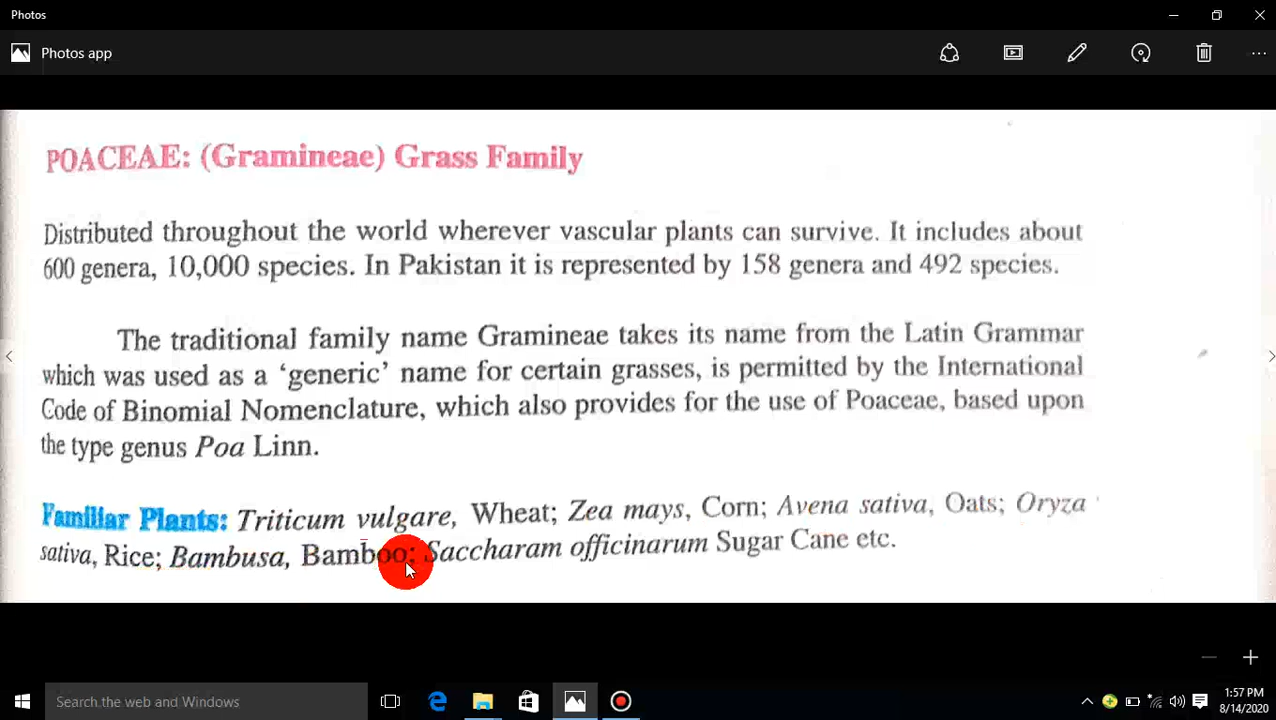 Photos
Photos app
POACEAE: (Gramineae) Grass Family
Distributed throughout the world wherever vascular plants can survive. It includes about
600 genera, 10,000 species. In Pakistan it is represented by 158 genera and 492 species.
The traditional family name Gramineae takes its name from the Latin Grammar
which was used as a ‘generic’ name for certain grasses, is permitted by the International
Code of Binomial Nomenclature, which also provides for the use of Poaceae, based upon
the type genus Poa Linn.
Familiar Plants: Triticum vulgare, Wheat; Zea mays, Corn; Avena sativa, Oats; Oryza
sativa, Rice; Bambusa, Bamboo; Saccharam officinarum Sugar Cane etc.
Search the web and Windows
1:57 PM
8/14/2020